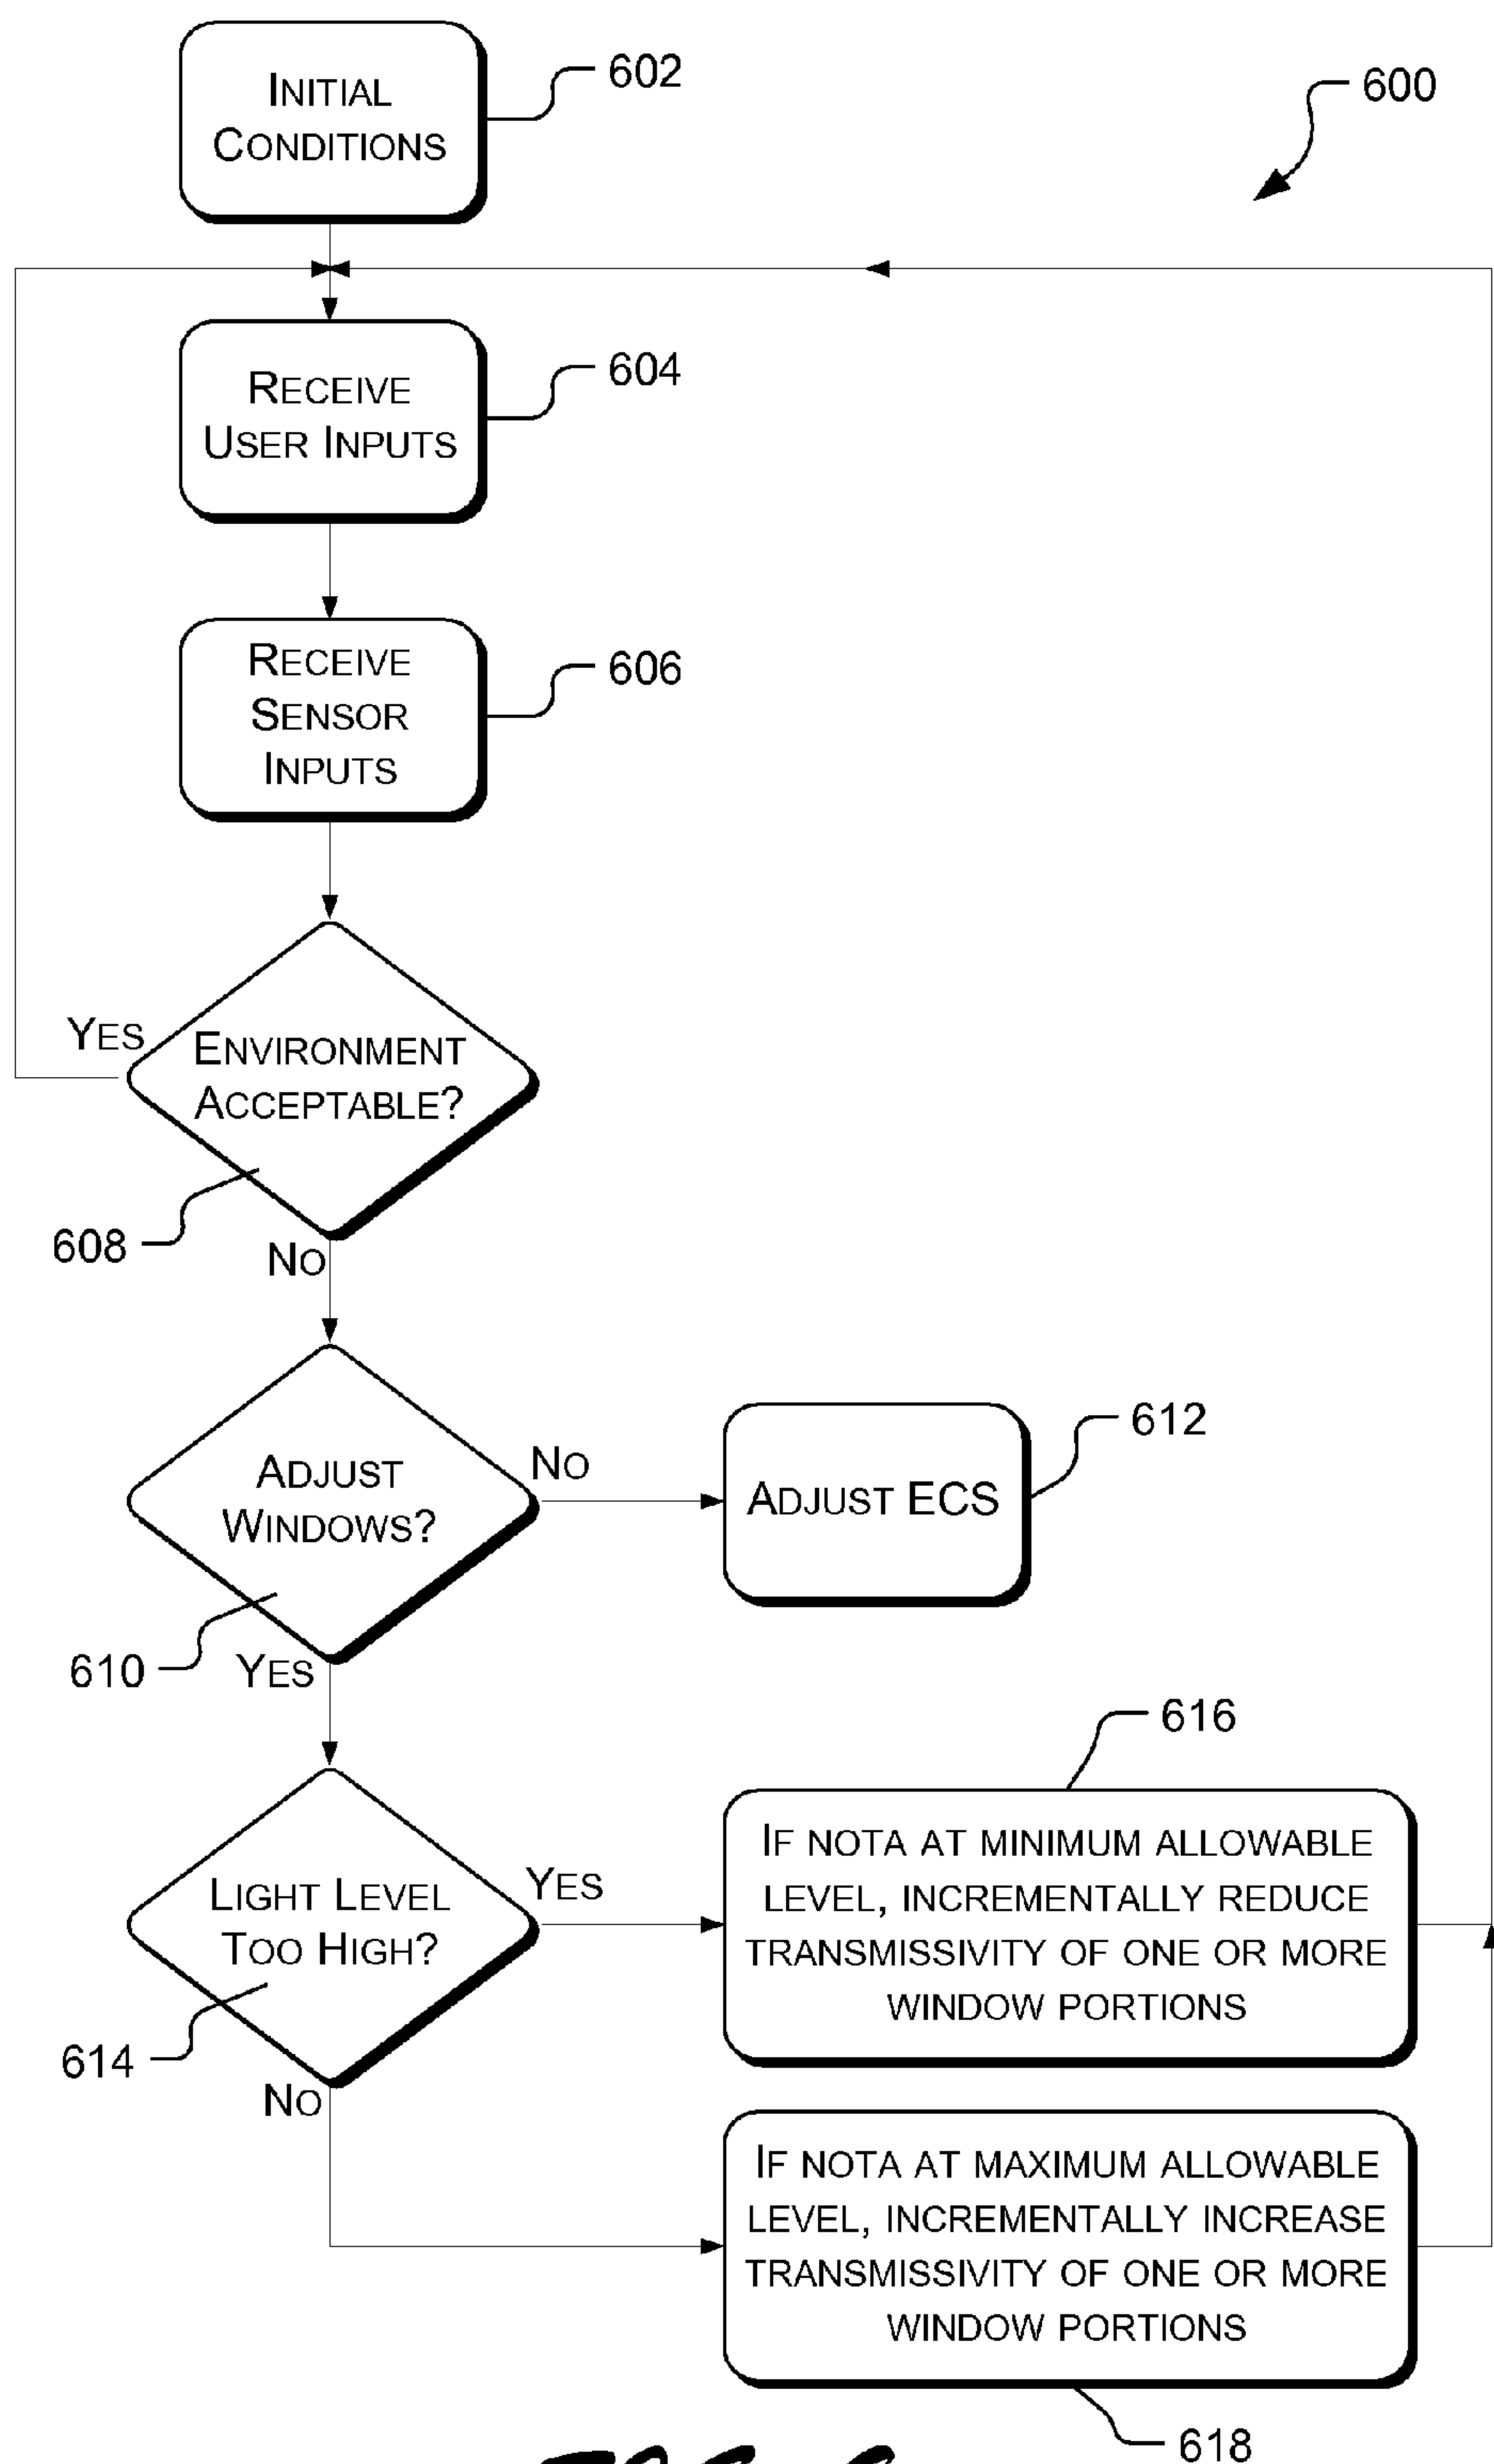 INITIAL
CONDITIONS
602
600
RECEIVE
USER INPUTS
604
RECEIVE
SENSOR
INPUTS
606
YES
ENVIRONMENT
ACCEPTABLE?
608
NO
ADJUST
WINDOWS?
NO
ADJUST ECS
612
610
YES
616
LIGHT LEVEL
TOO HIGH?
YES
IF NOTA AT MINIMUM ALLOWABLE
LEVEL, INCREMENTALLY REDUCE
TRANSMISSIVITY OF ONE OR MORE
WINDOW PORTIONS
614
NO
IF NOTA AT MAXIMUM ALLOWABLE
LEVEL, INCREMENTALLY INCREASE
TRANSMISSIVITY OF ONE OR MORE
WINDOW PORTIONS
618